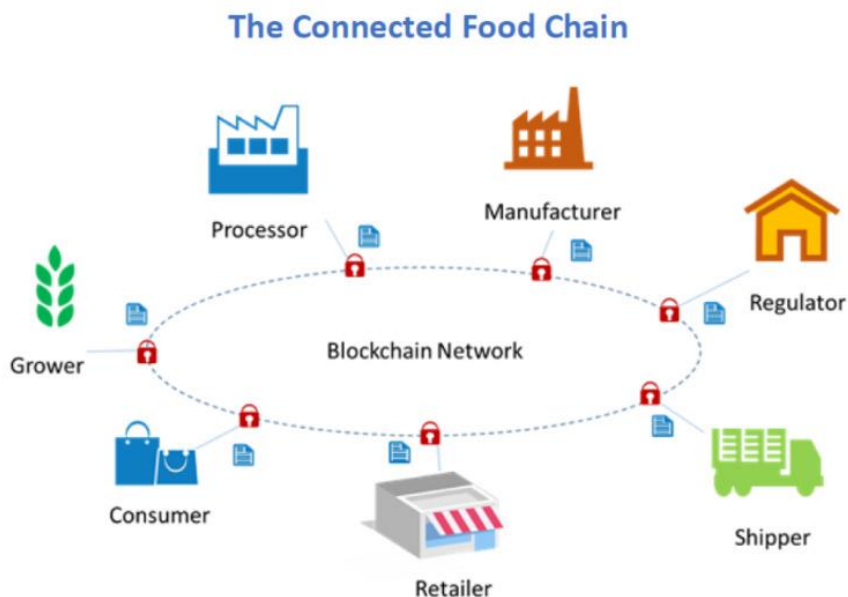 The Connected Food Chain
Processor
Manufacturer
Regulator
Grower
Blockchain Network
Consumer
Shipper
Retailer